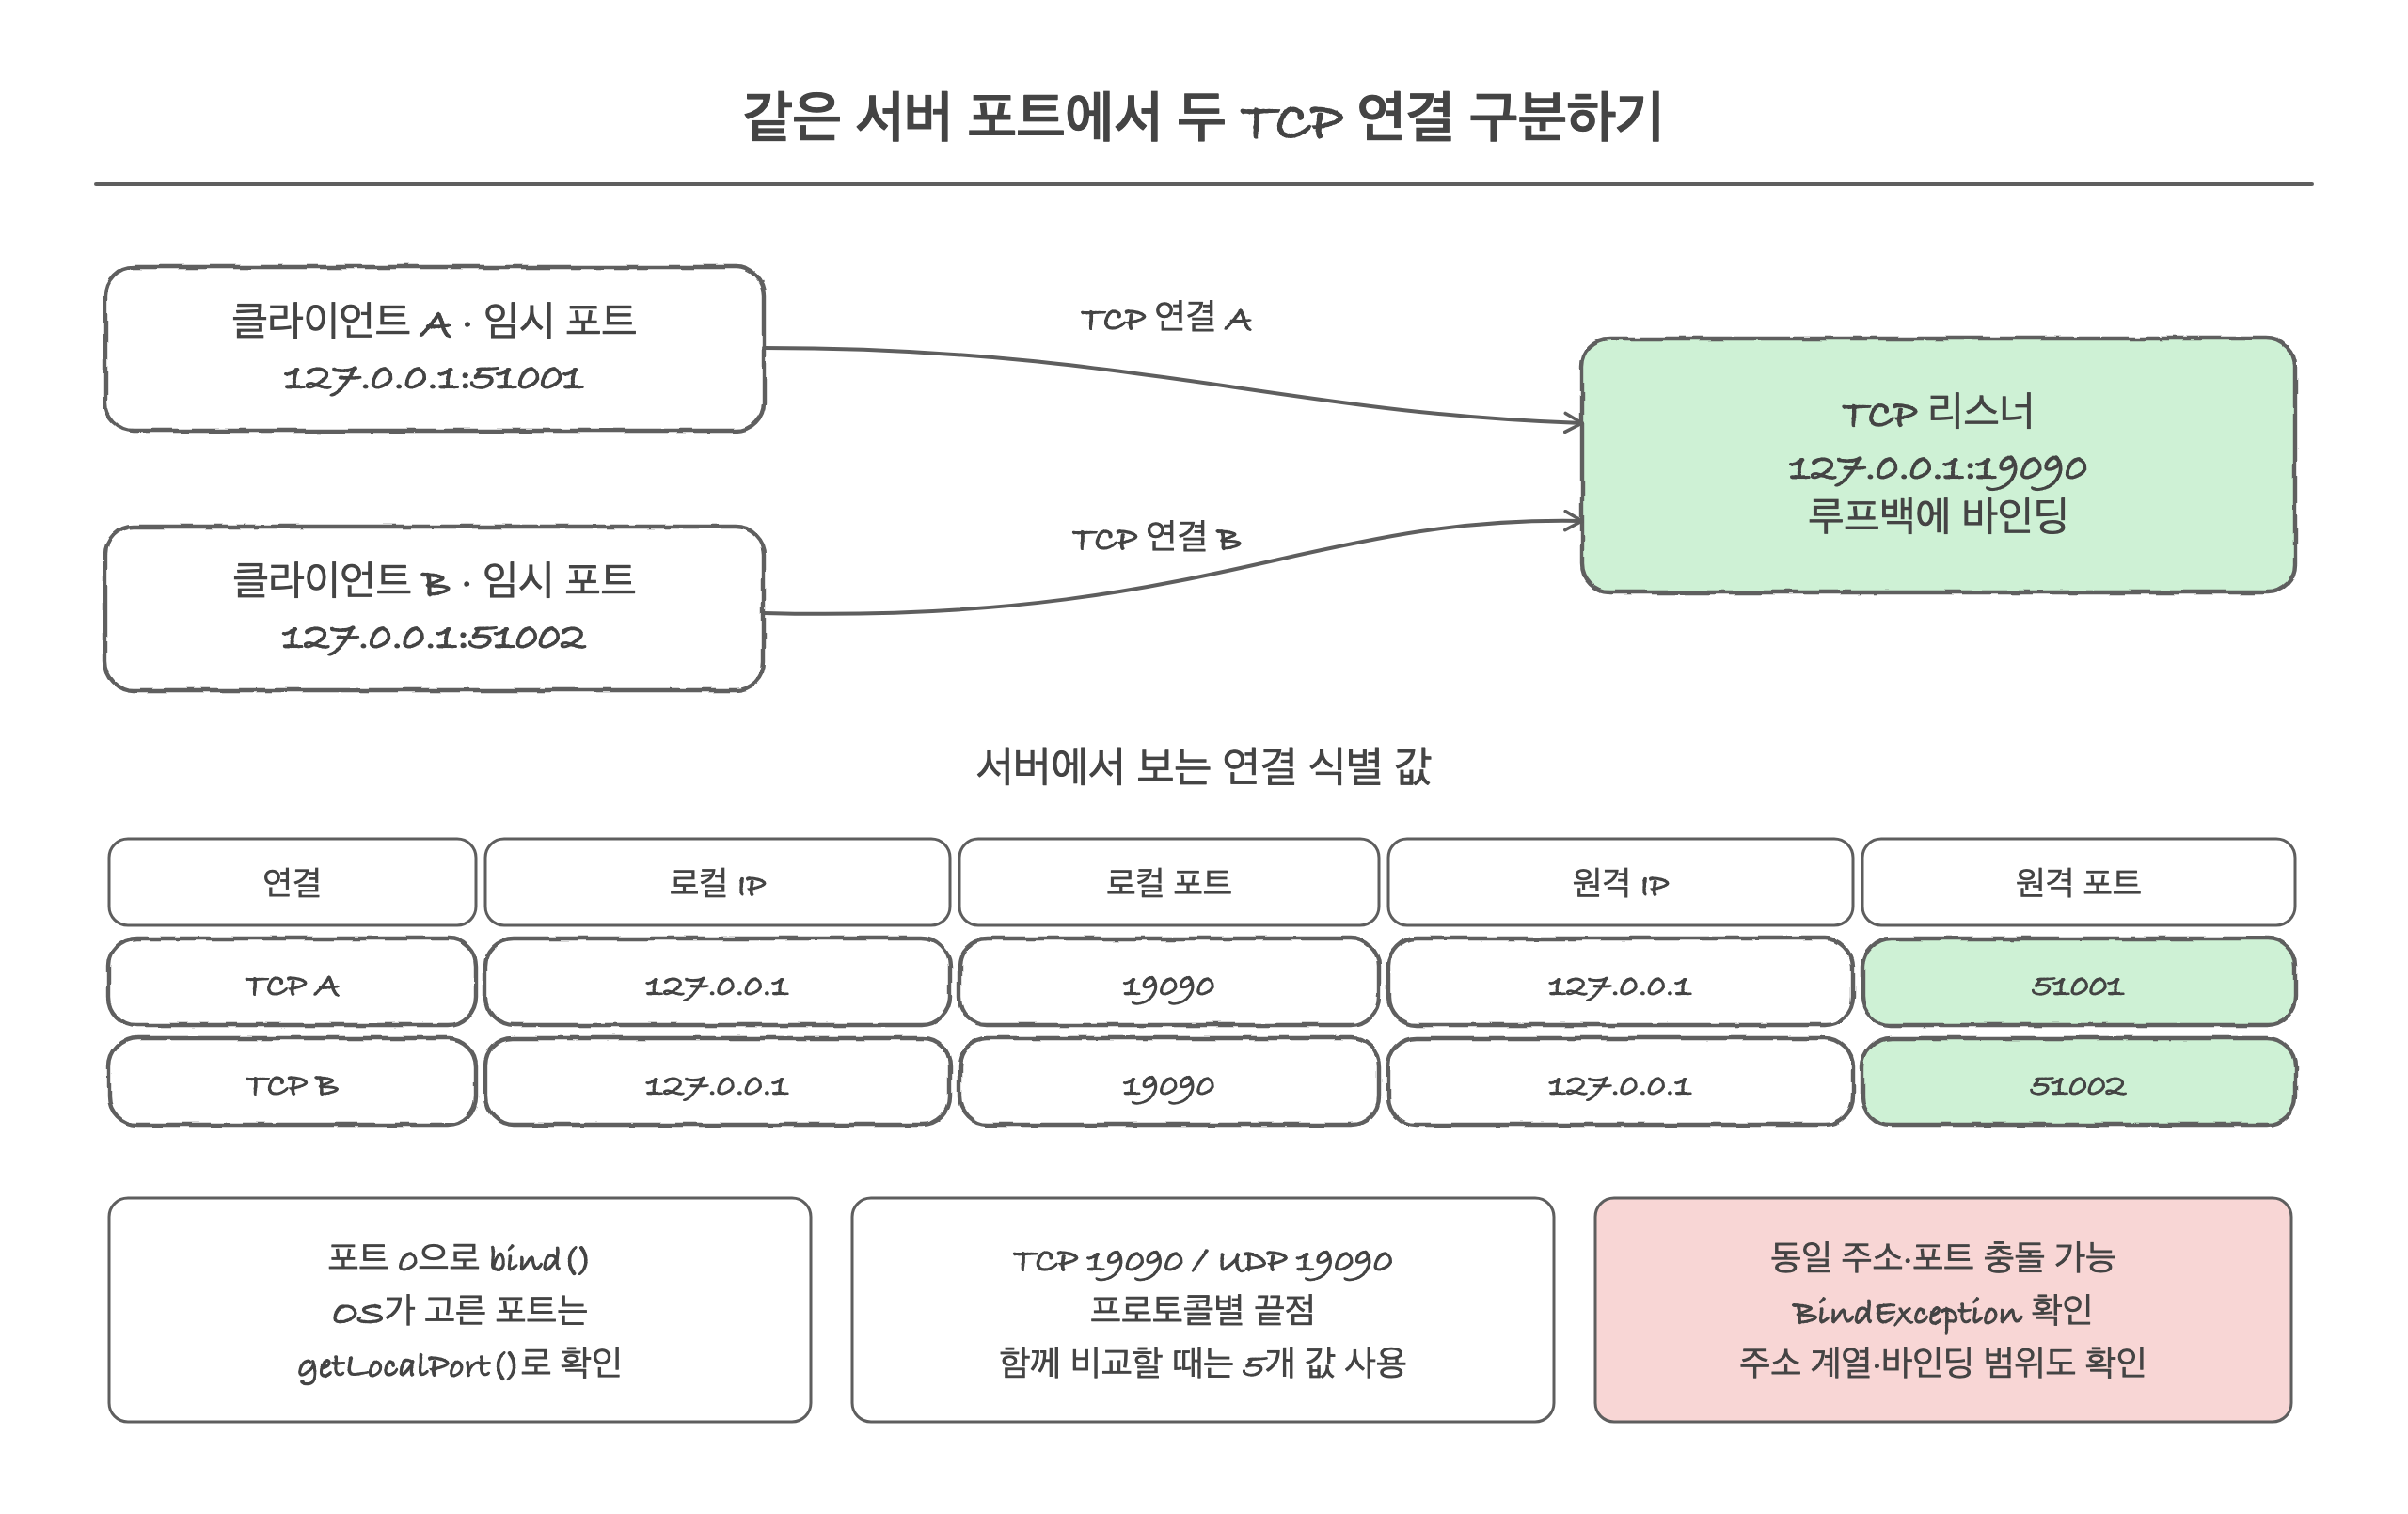 같은 서버 포트에서 두 TCP 연결 구분하기
클라이언트 A · 임시 포트
127.0.0.1:51001
TCP 연결 A
TCP 리스너
127.0.0.1:19090
루프백에 바인딩
클라이언트 B · 임시 포트
127.0.0.1:51002
TCP 연결 B
서버에서 보는 연결 식별 값
연결 로컬 IP 로컬 포트 원격 IP 원격 포트
TCP A 127.0.0.1 19090 127.0.0.1 51001
TCP B 127.0.0.1 19090 127.0.0.1 51002
포트 0으로 bind()
OS가 고른 포트는
getLocalPort()로 확인
TCP 19090 / UDP 19090
프로토콜별 끝점
함께 비교할 때는 5개 값 사용
동일 주소·포트 충돌 가능
BindException 확인
주소 계열·바인딩 범위도 확인